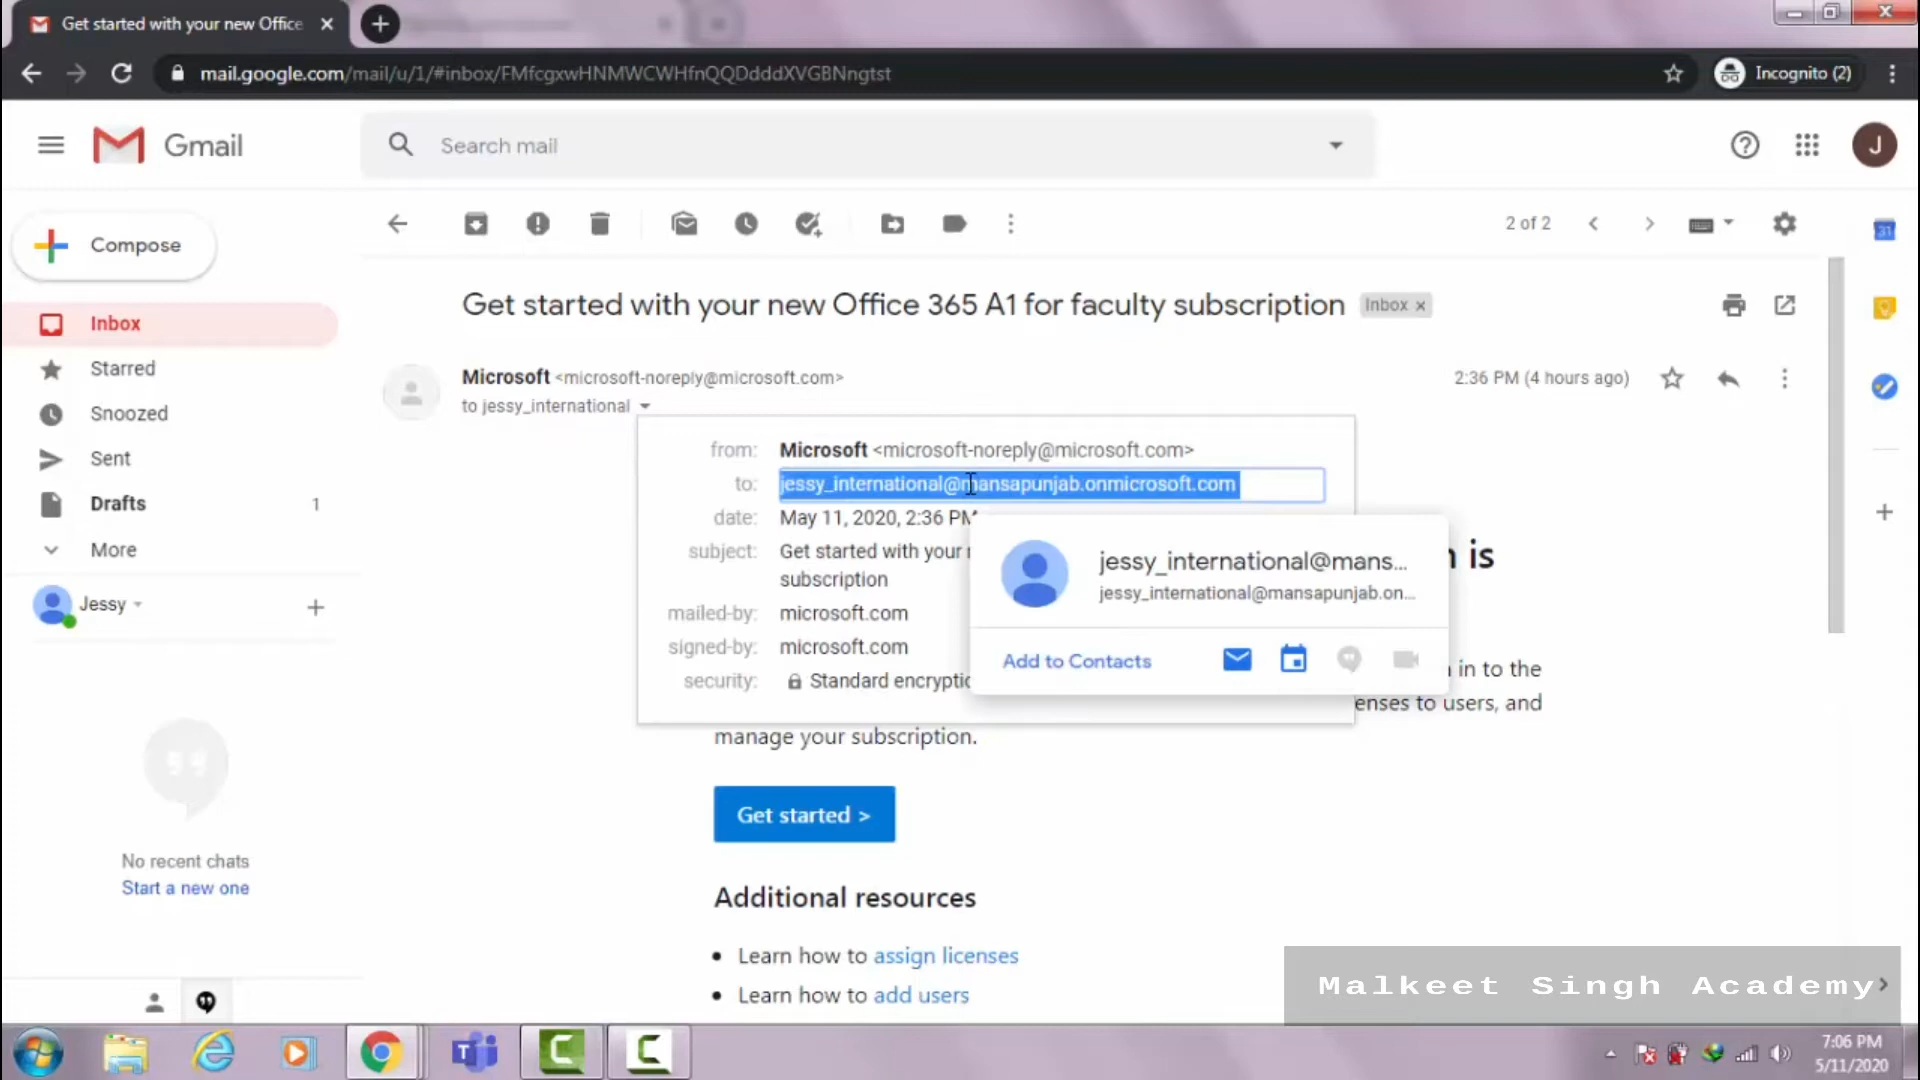 Get started with your new Office
mail.google.com/mail/u/1/#inbox/FMfcgxwHNMWCWHfnQQDdddXVGBNngtst
Incognito (2)
Gmail
Search mail
J
Compose
2 of 2
31
Inbox
Starred
Snoozed
Sent
Drafts 1
More
Jessy
No recent chats
Start a new one
Get started with your new Office 365 A1 for faculty subscription
Inbox x
Microsoft <microsoft-noreply@microsoft.com>
2:36 PM (4 hours ago)
to jessy_international
from: Microsoft <microsoft-noreply@microsoft.com>
to: jessy_international@mansapunjab.onmicrosoft.com
date: May 11, 2020, 2:36 PM
subject: Get started with your
subscription
mailed-by: microsoft.com
signed-by: microsoft.com
security: Standard encryptio
jessy_international@mans...
jessy_international@mansapunjab.on...
Add to Contacts
is
in to the
enses to users, and
manage your subscription.
Get started >
Additional resources
• Learn how to assign licenses
• Learn how to add users
Malkeet Singh Academy
7:06 PM
5/11/2020